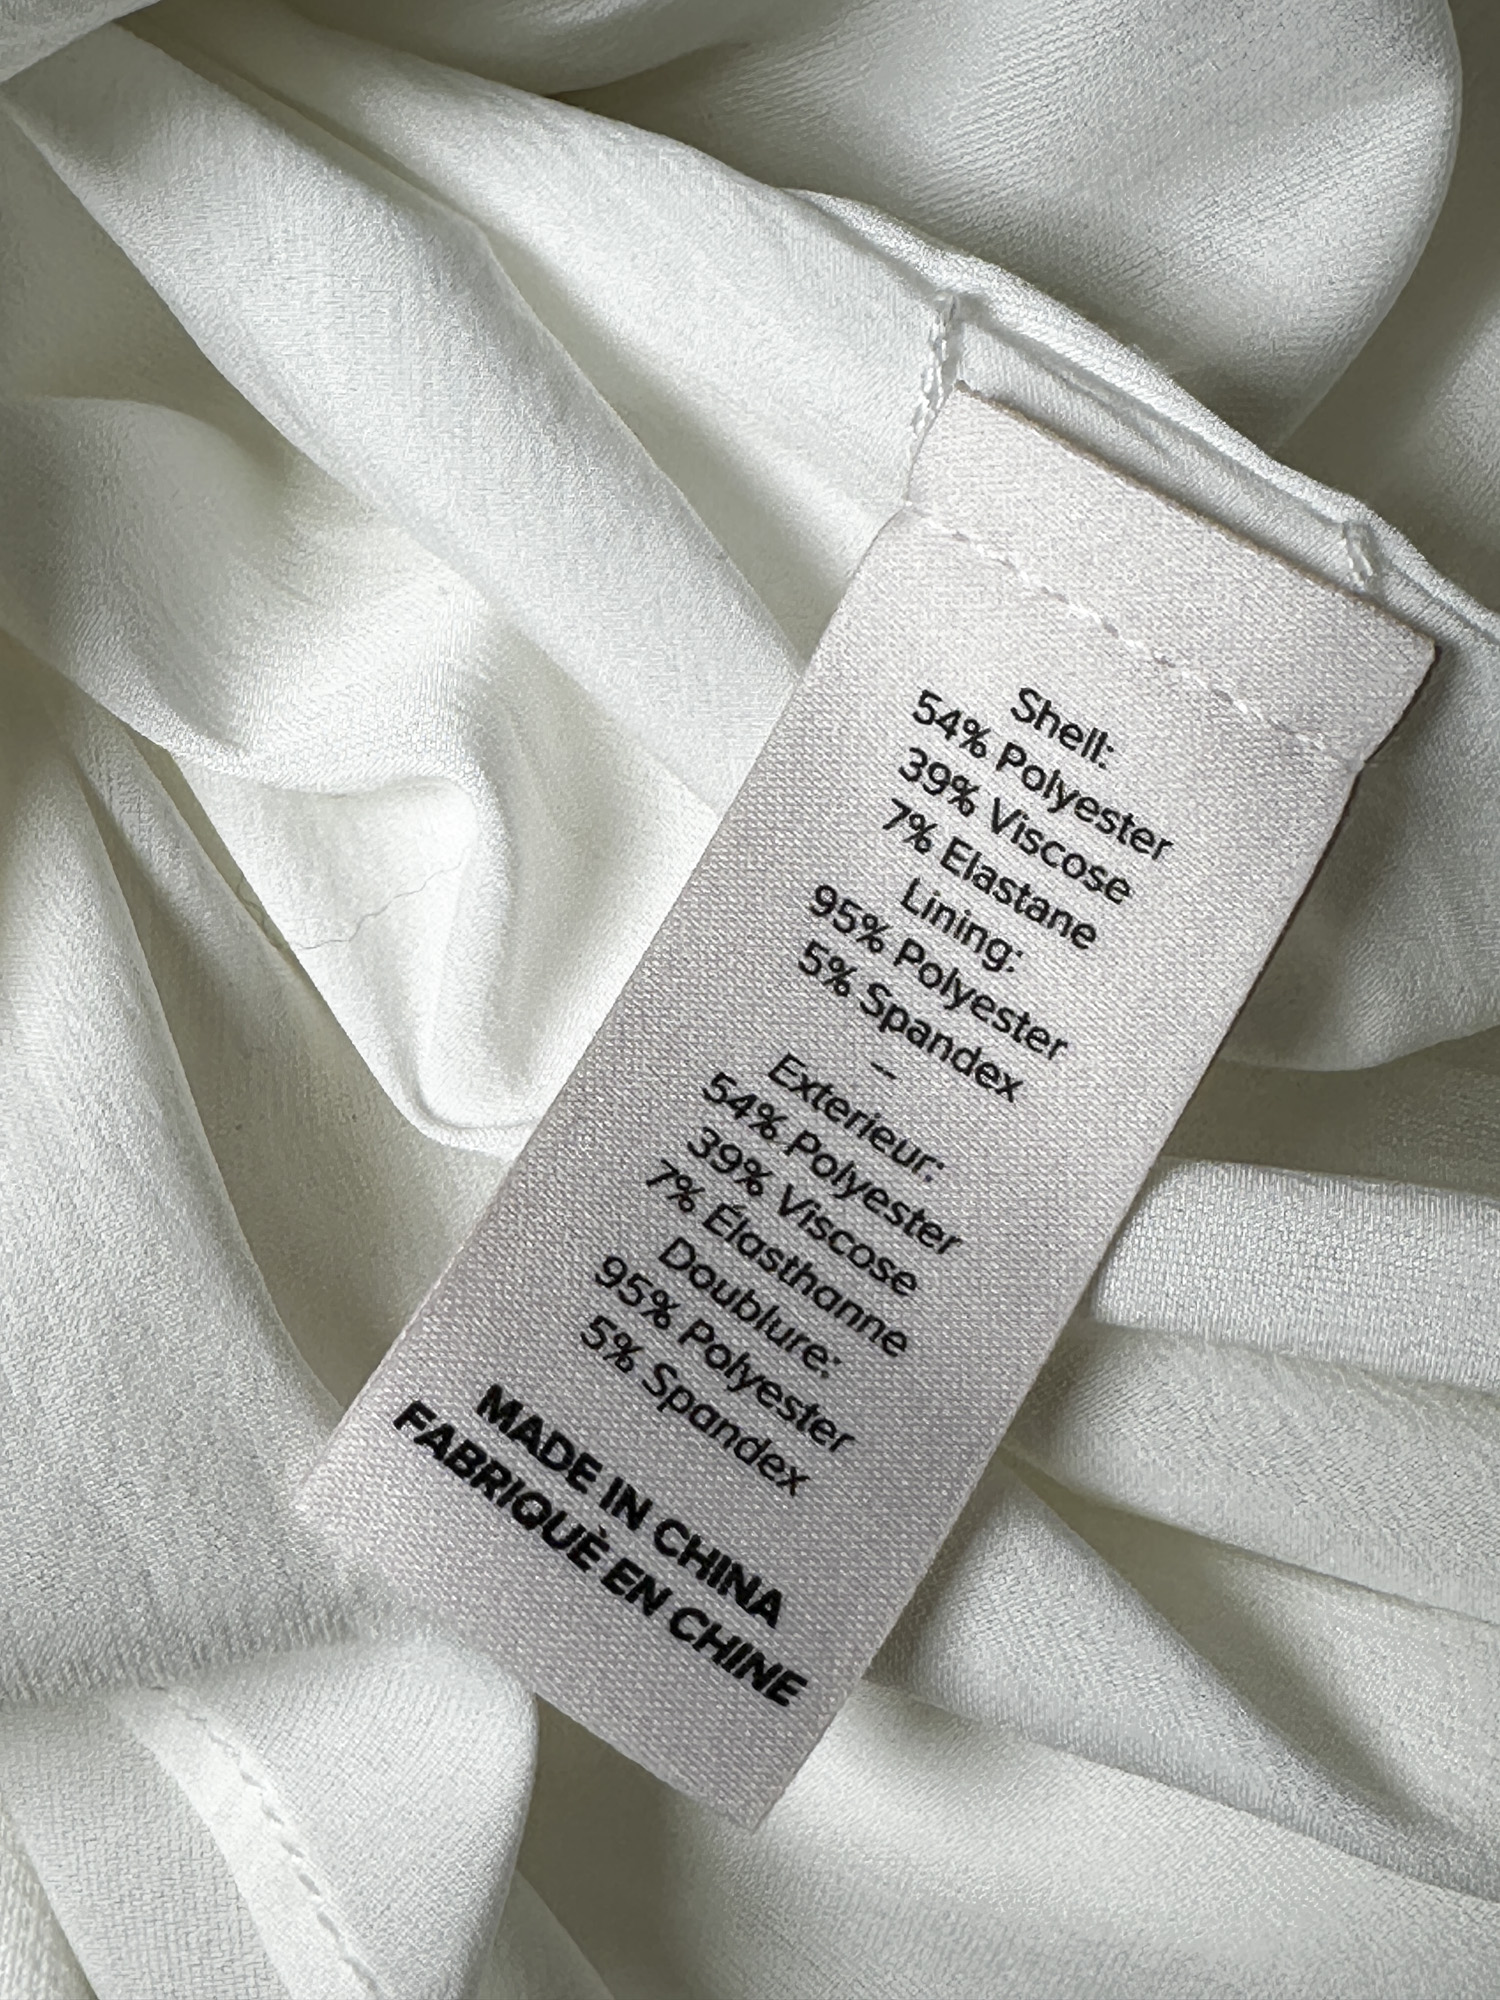 Shell:
54% Polyester
39% Viscose
7% Elastane
Lining:
95% Polyester
5% Spandex
–
Exterieur:
54% Polyester
39% Viscose
7% Élasthanne
Doublure:
95% Polyester
5% Spandex
MADE IN CHINA
FABRIQUÈ EN CHINE